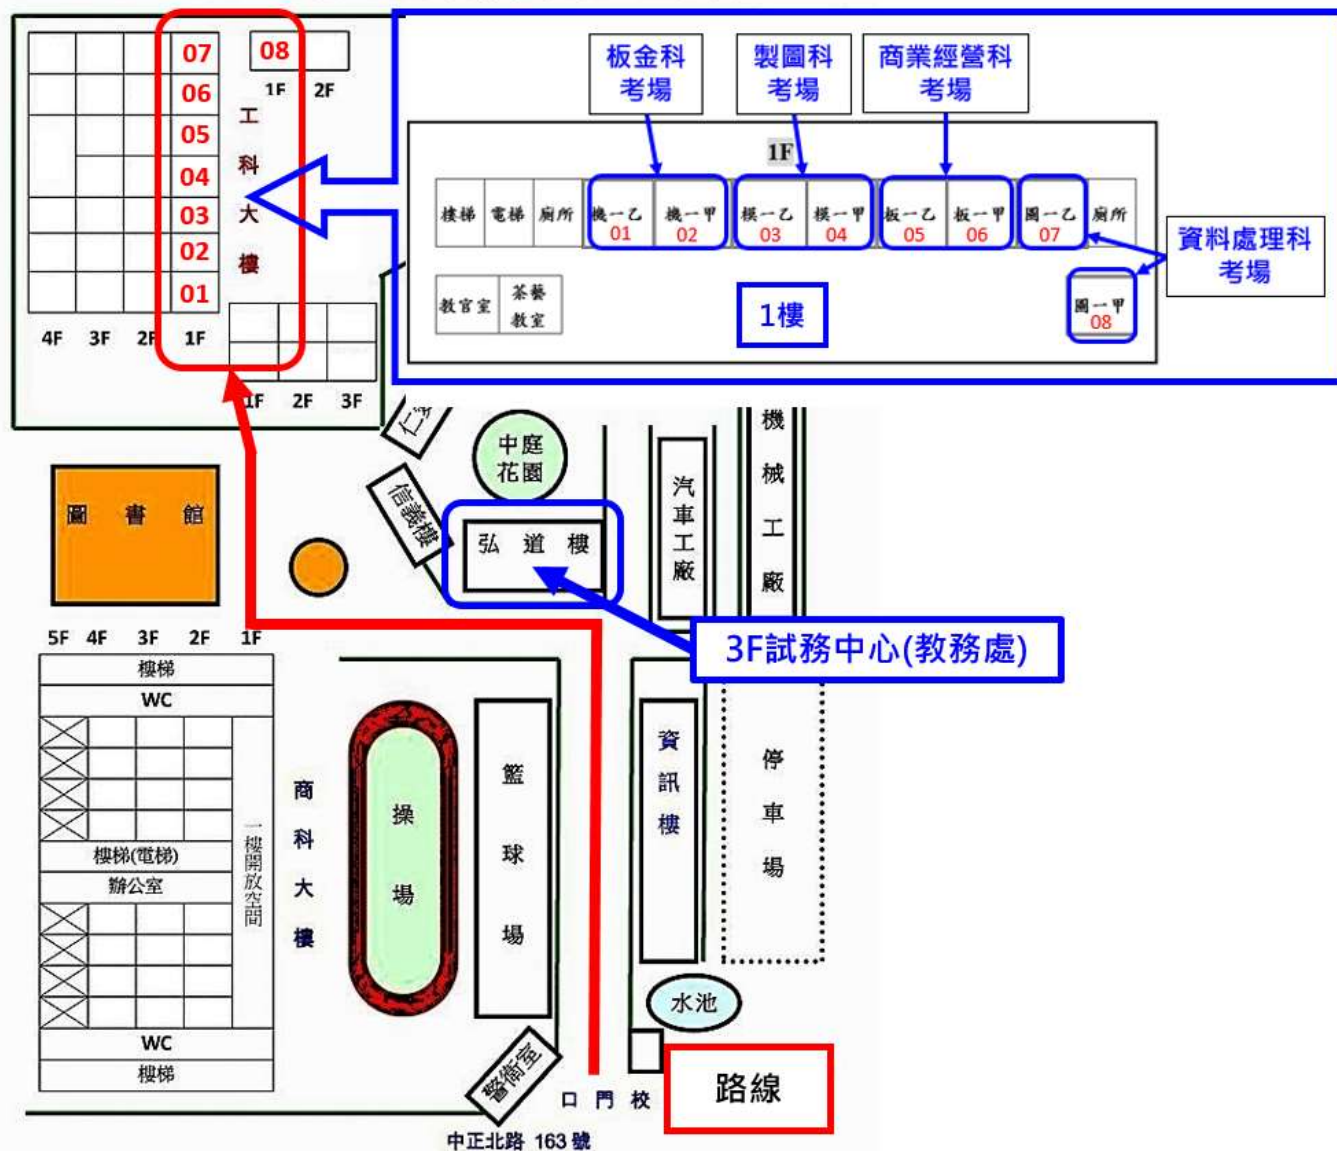 07
06
05
04
03
02
01
08
1F 2F
工科大樓
4F 3F 2F 1F
1F 2F 3F
板金科
考場
製圖科
考場
商業經營科
考場
資料處理科
考場
1F
樓梯 電梯 廁所 機一乙 機一甲 模一乙 模一甲 板一乙 板一甲 圖一乙 廁所
01 02 03 04 05 06 07
教官室
茶藝
教室
1樓
圖一甲
08
圖書館
中庭
花園
信義樓
弘道樓
汽車工廠
機械工廠
3F試務中心(教務處)
5F 4F 3F 2F 1F
樓梯
WC
樓梯(電梯)
辦公室
一樓開放空間
WC
樓梯
商科大樓
操場
籃球場
資訊樓
停車場
水池
警衛室
口門校
路線
中正北路 163 號